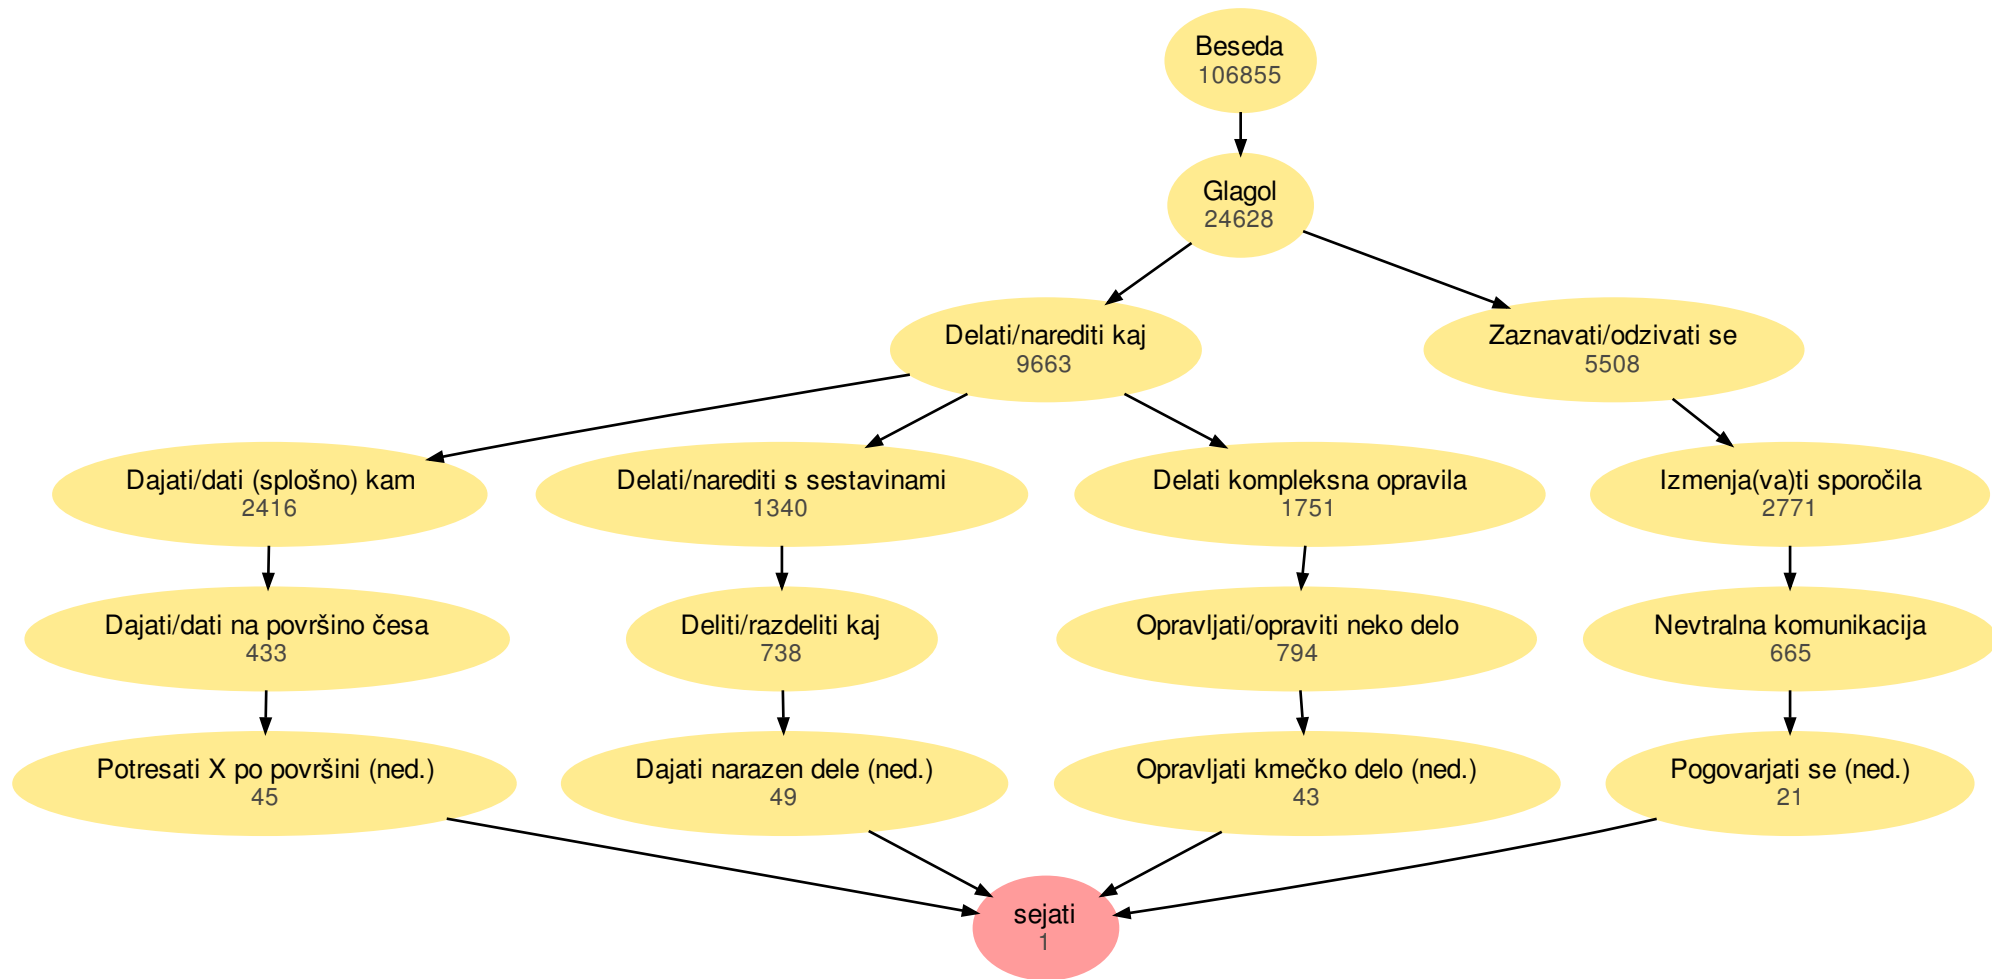 Beseda
106855
Glagol
24628
Delati/narediti kaj
9663
Zaznavati/odzivati se
5508
Dajati/dati (splošno) kam
2416
Delati/narediti s sestavinami
1340
Delati kompleksna opravila
1751
Izmenja(va)ti sporočila
2771
Dajati/dati na površino česa
433
Deliti/razdeliti kaj
738
Opravljati/opraviti neko delo
794
Nevtralna komunikacija
665
Potresati X po površini (ned.)
45
Dajati narazen dele (ned.)
49
Opravljati kmečko delo (ned.)
43
Pogovarjati se (ned.)
21
sejati
1